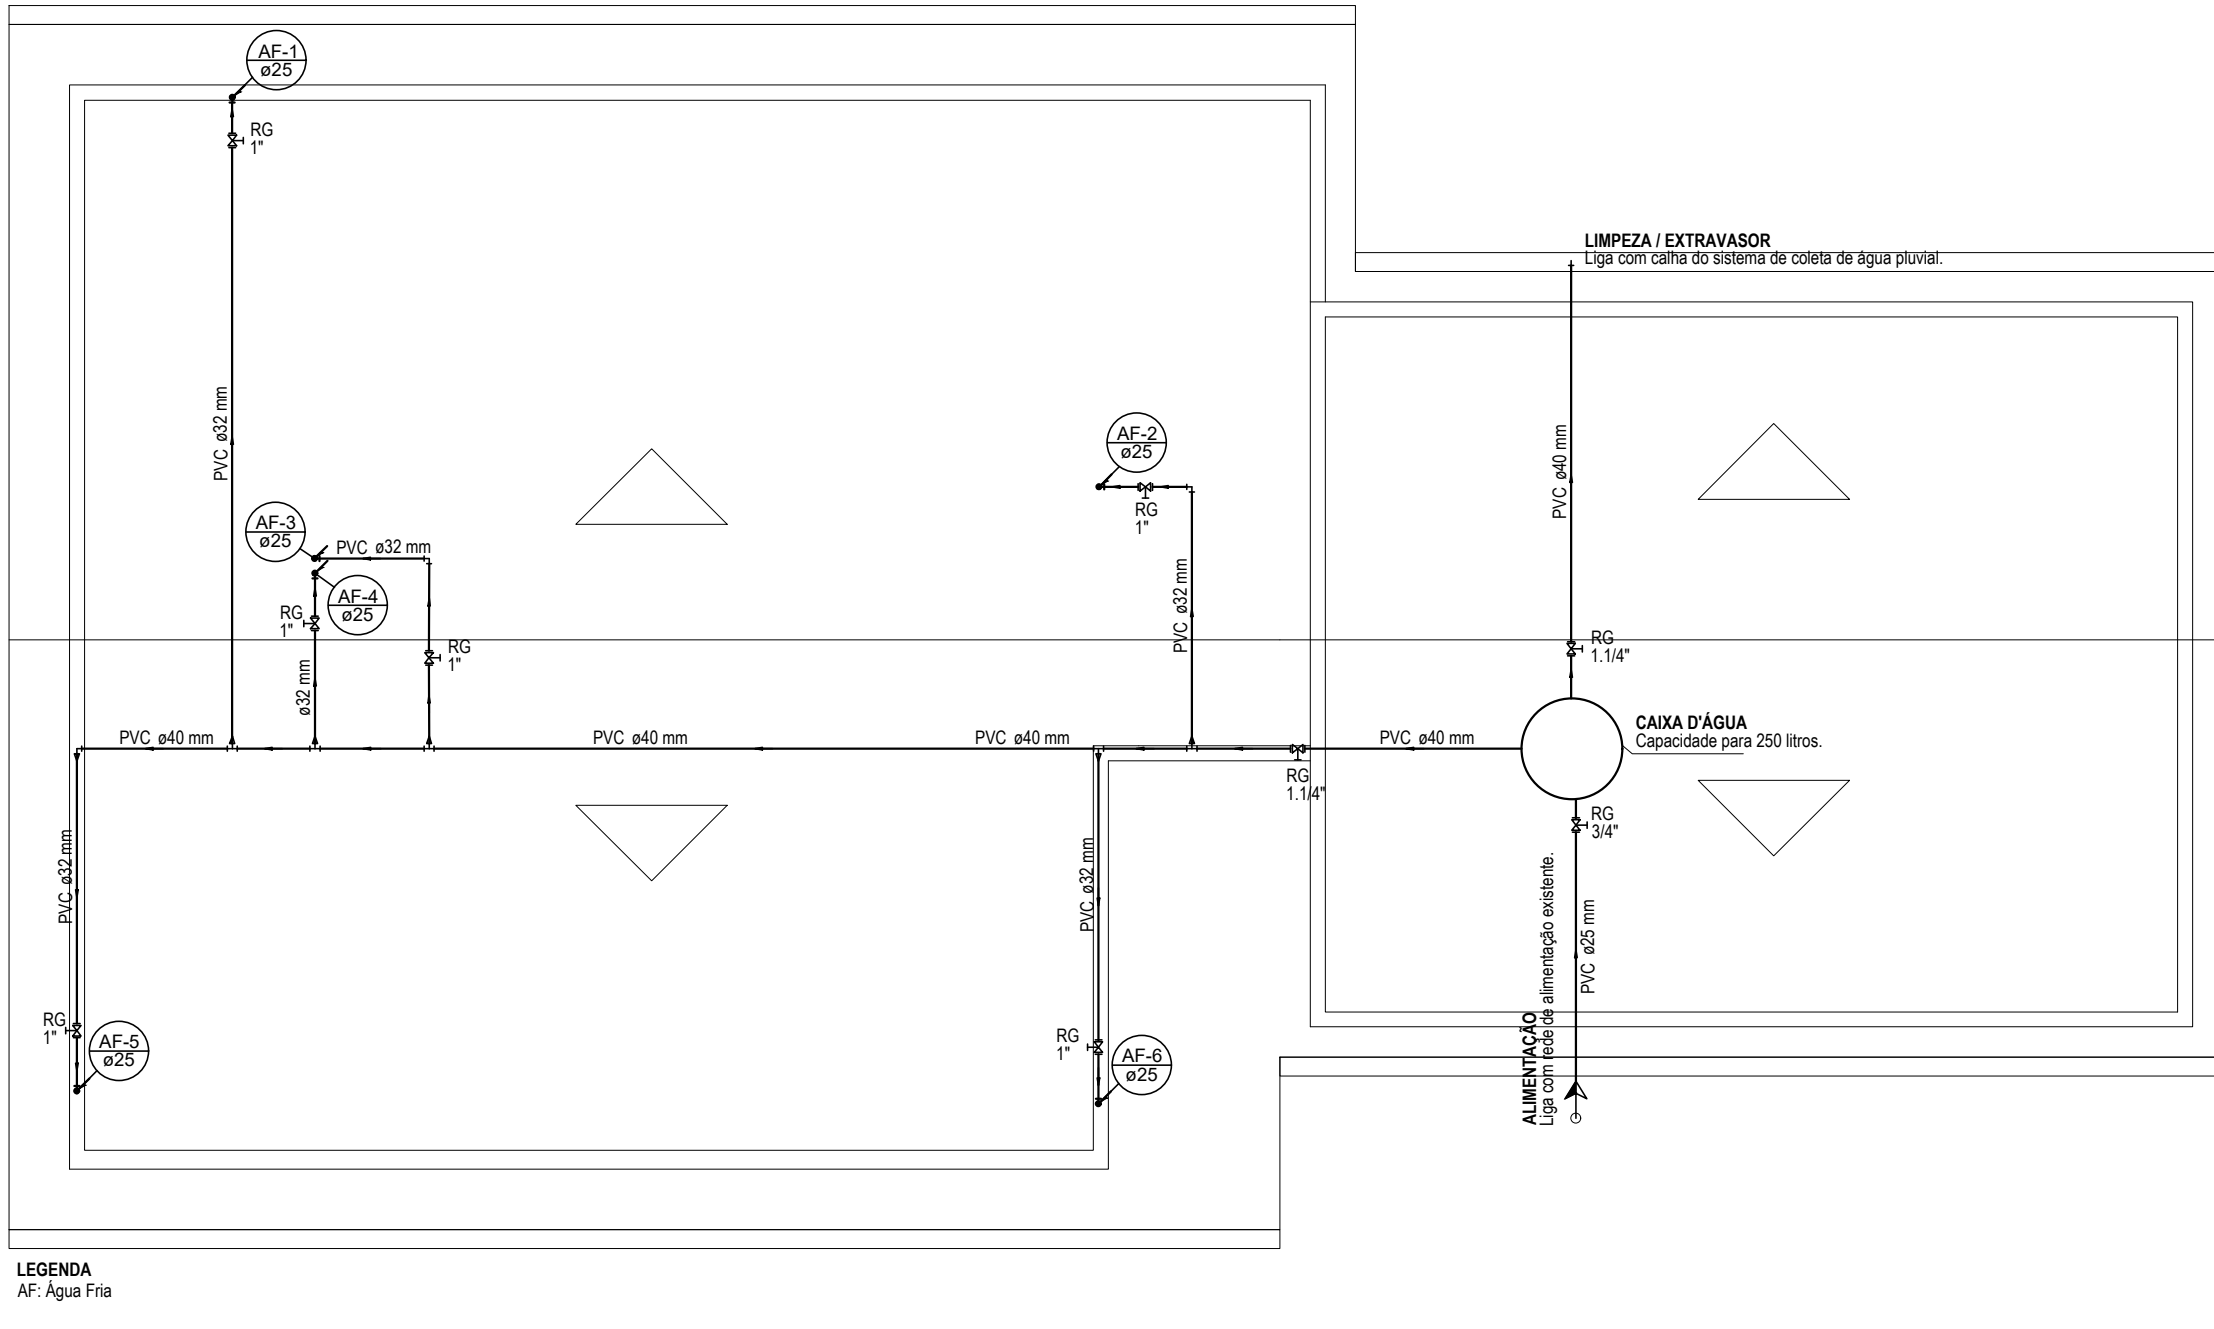 AF-1
ø25
RG
1"
LIMPEZA / EXTRAVASOR
Liga com calha do sistema de coleta de água pluvial.
PVC ø32 mm
AF-2
ø25
RG
1"
PVC ø40 mm
AF-3
ø25
PVC ø32 mm
AF-4
ø25
RG
1"
PVC ø32 mm
RG
1"
RG
1.1/4"
ø32 mm
PVC ø40 mm
PVC ø40 mm
PVC ø40 mm
PVC ø40 mm
CAIXA D'ÁGUA
Capacidade para 250 litros.
RG
1.1/4"
RG
3/4"
PVC ø32 mm
PVC ø32 mm
PVC ø25 mm
ALIMENTAÇÃO
Liga com rede de alimentação existente.
RG
1"
AF-5
ø25
RG
1"
AF-6
ø25
LEGENDA
AF: Água Fria